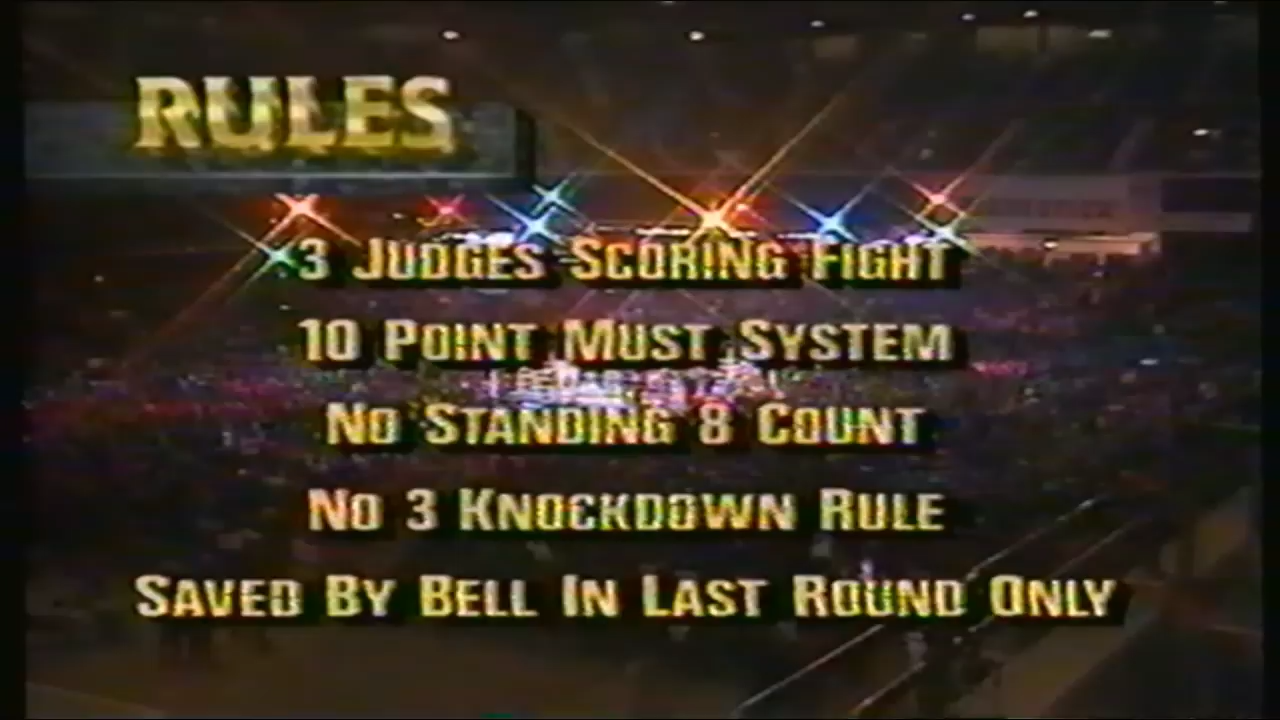 RULES
3 JUDGES SCORING FIGHT
10 POINT MUST SYSTEM
NO STANDING 8 COUNT
NO 3 KNOCKDOWN RULE
SAVED BY BELL IN LAST ROUND ONLY